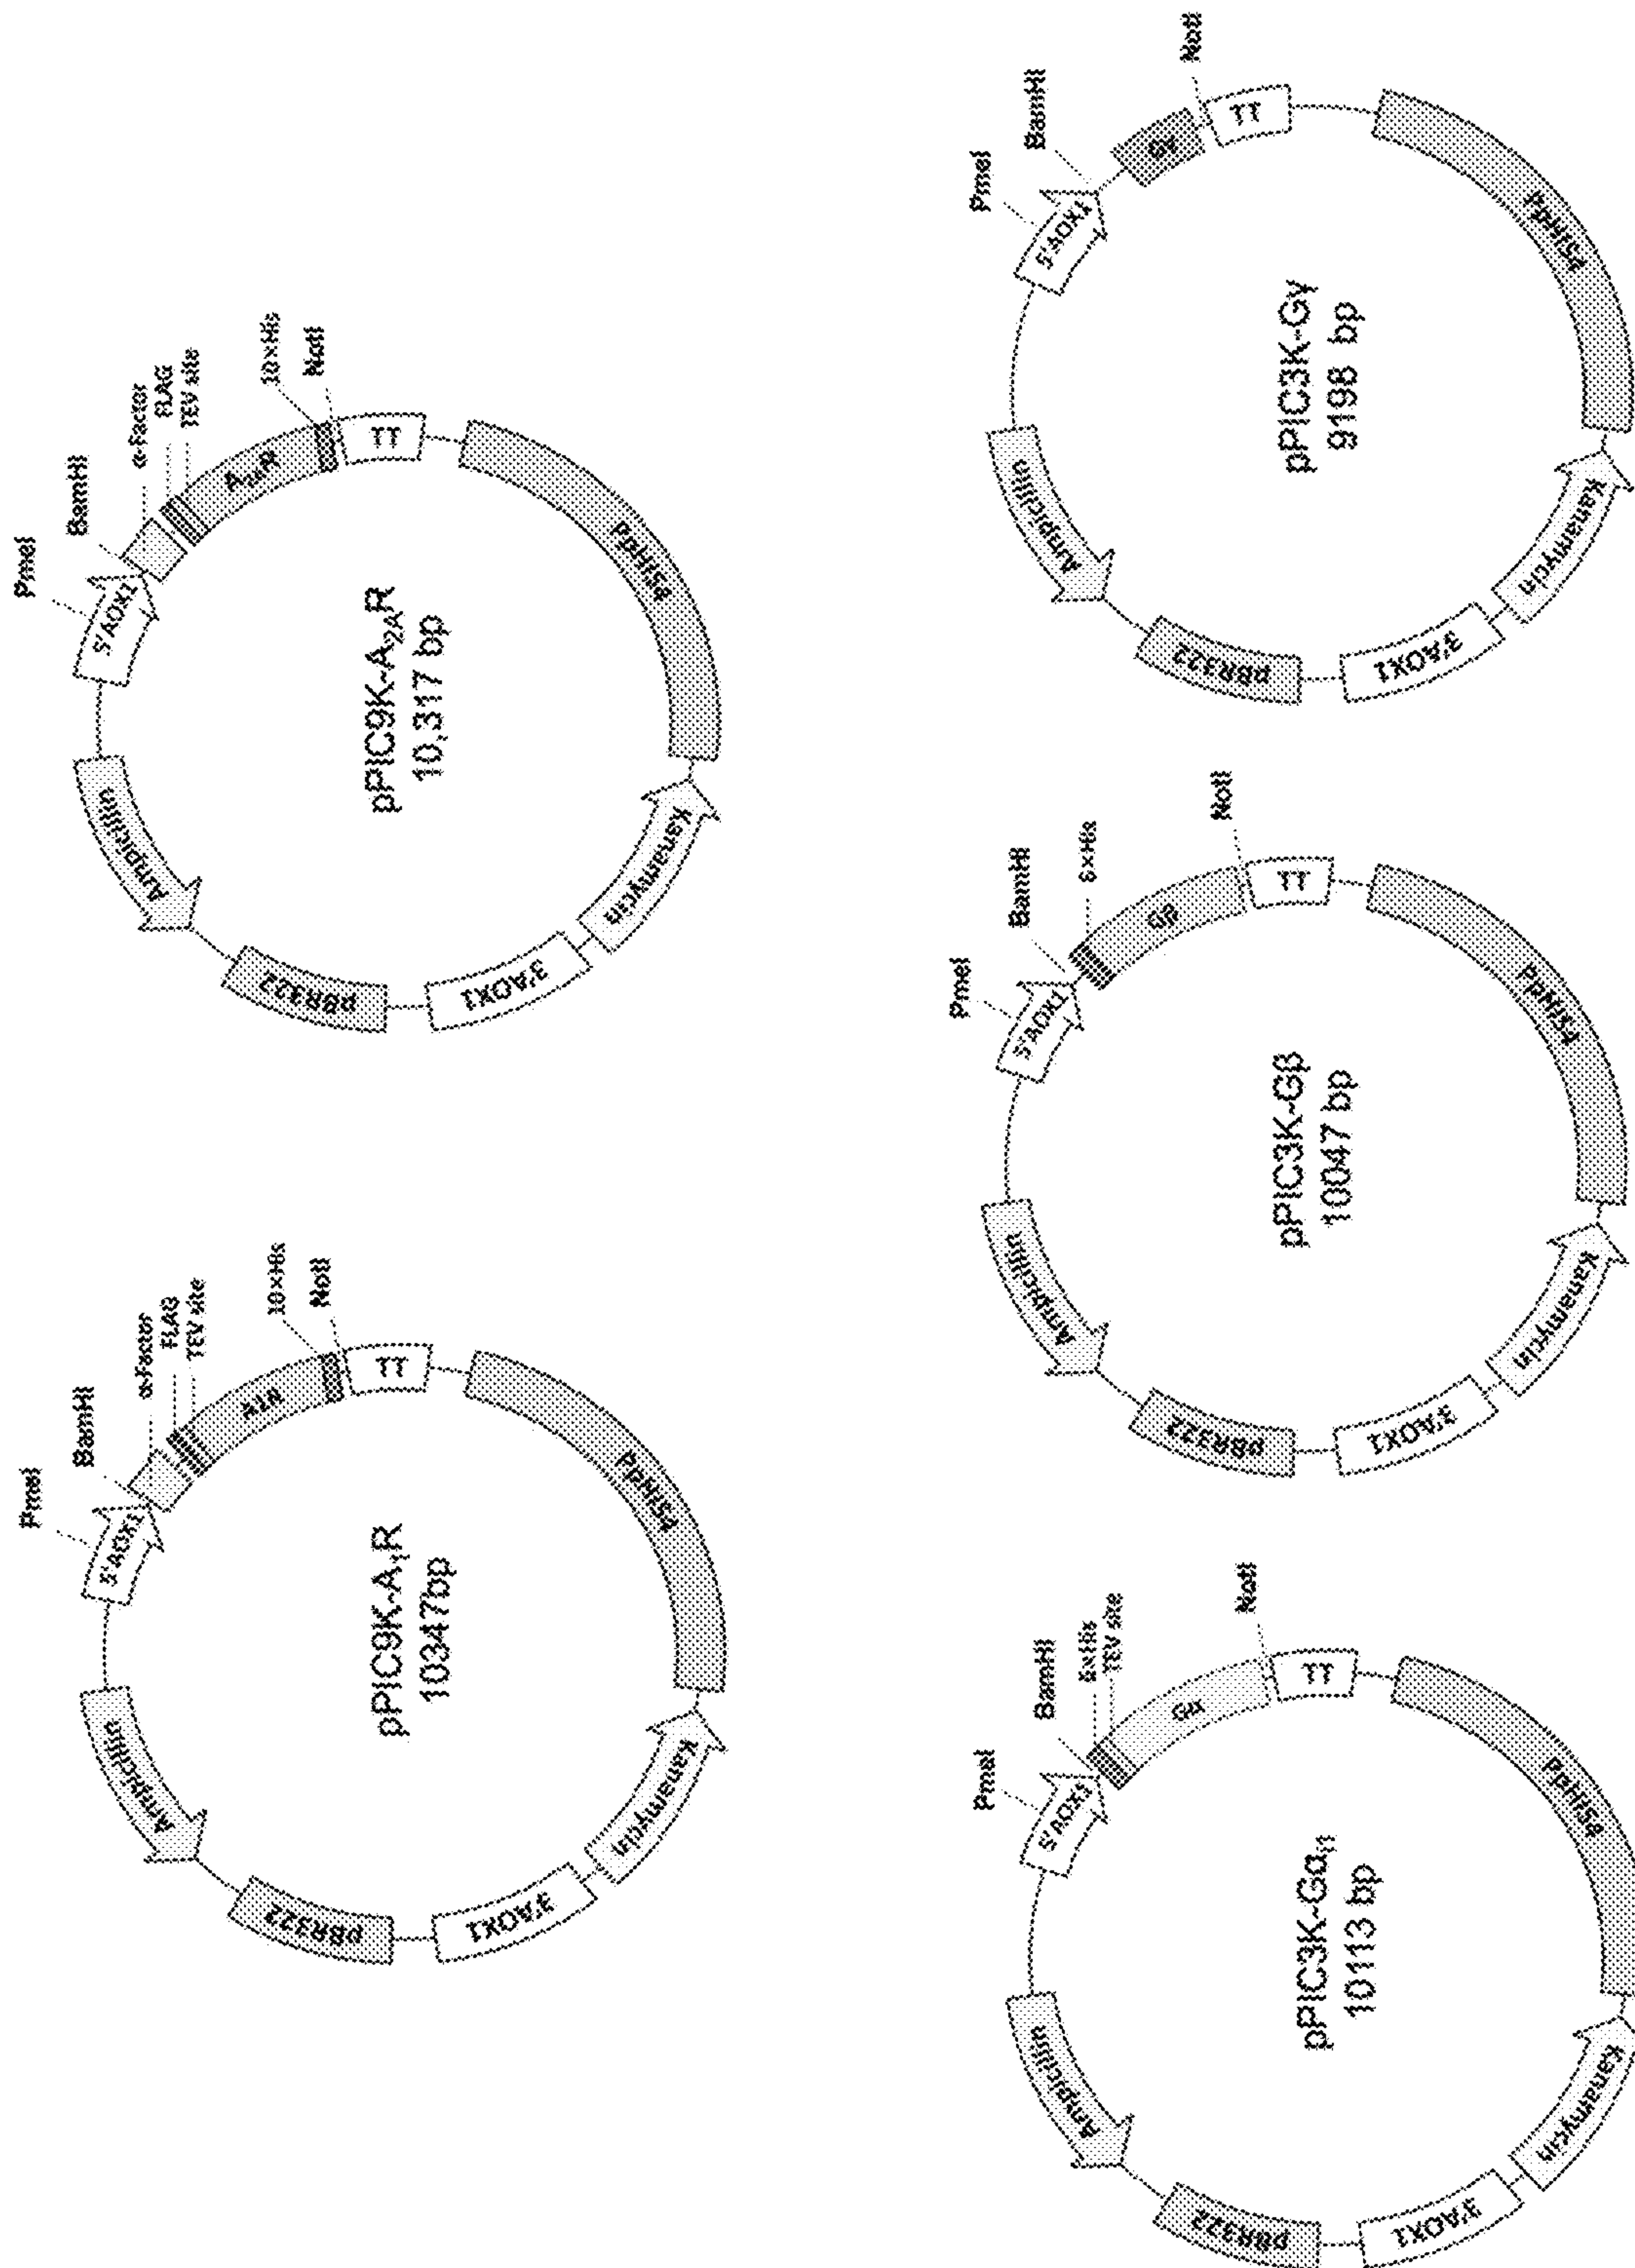 PmeI
BamHI
α-Factor
FLAG
TEV site
10×His
NotI
5'AOX1
A1R
TT
PpHIS4
Kanamycin
3'AOX1
pBR322
Ampicillin
pPIC9K-A₁R
10347bp
PmeI
BamHI
α-Factor
FLAG
TEV site
10×His
NotI
5'AOX1
A₂ₐR
TT
PpHIS4
Kanamycin
3'AOX1
pBR322
Ampicillin
pPIC9K-A₂ₐR
10,317 bp
PmeI
BamHI
6×His
TEV site
NotI
5'AOX1
Gα
TT
PpHIS4
Kanamycin
3'AOX1
pBR322
Ampicillin
pPIC3K-Gαi1
10113 bp
PmeI
BamHI
6×His
NotI
5'AOX1
Gβ
TT
PpHIS4
Kanamycin
3'AOX1
pBR322
Ampicillin
pPIC3K-Gβ
10047 bp
PmeI
BamHI
NotI
5'AOX1
Gγ
TT
PpHIS4
Kanamycin
3'AOX1
pBR322
Ampicillin
pPIC3K-Gγ
9198 bp